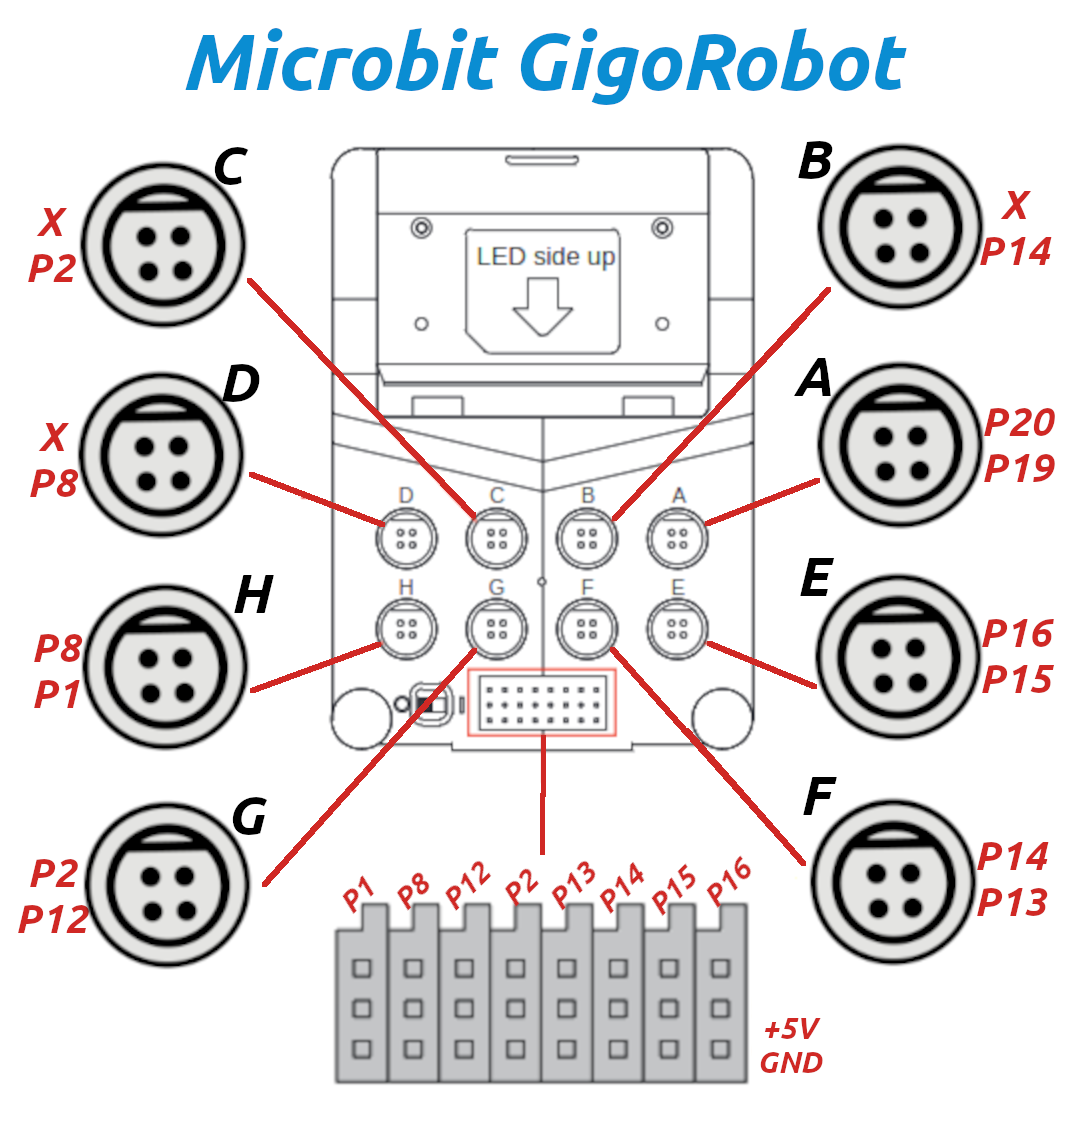 Microbit GigoRobot
C
X
P2
B
X
P14
LED side up
D
X
P8
A
P20
P19
D C B A
H G F E
H
P8
P1
E
P16
P15
G
P2
P12
F
P14
P13
P1 P8 P12 P2 P13 P14 P15 P16
+5V
GND